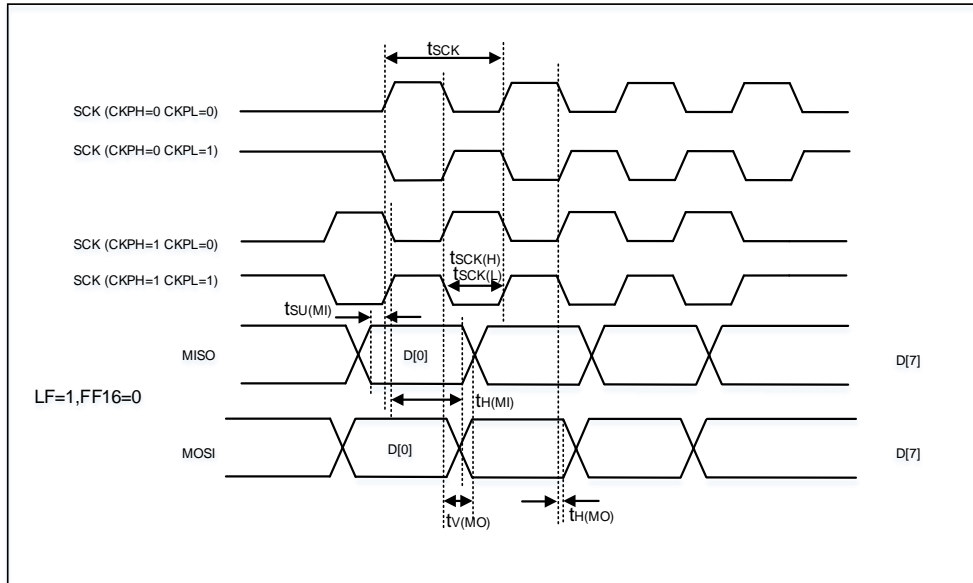 tSCK
SCK (CKPH=0 CKPL=0)
SCK (CKPH=0 CKPL=1)
SCK (CKPH=1 CKPL=0)
tSCK(H)
tSCK(L)
SCK (CKPH=1 CKPL=1)
tSU(MI)
MISO
D[0]
D[7]
LF=1,FF16=0
tH(MI)
MOSI
D[0]
D[7]
tV(MO)
tH(MO)